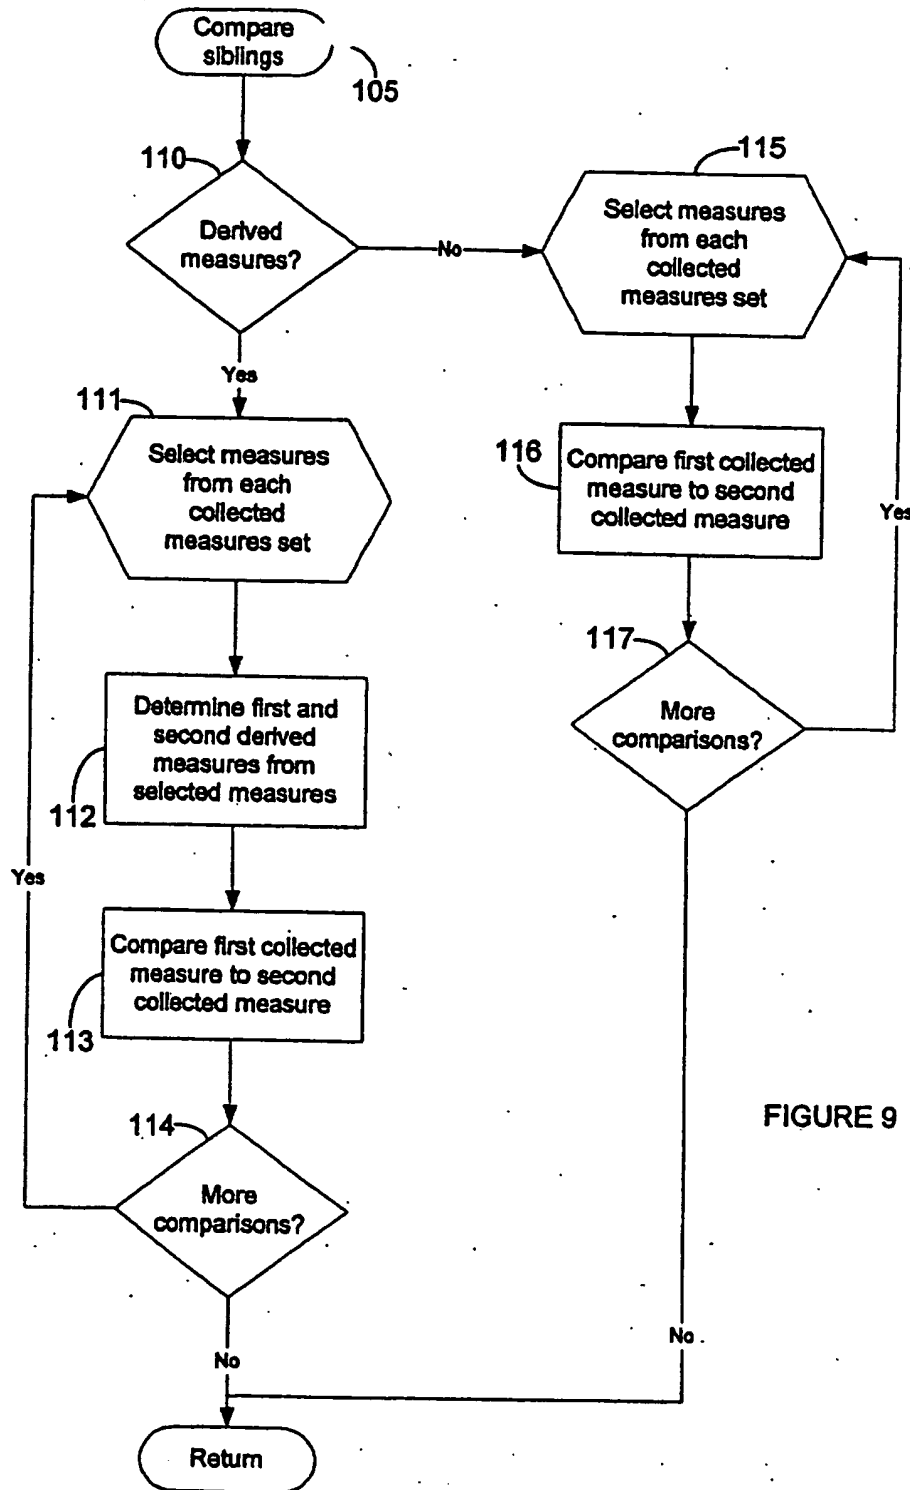 Compare
siblings
105
110
Derived
measures?
No
Yes
115
Select measures
from each
collected
measures set
111
Select measures
from each
collected
measures set
116
Compare first collected
measure to second
collected measure
Yes
117
More
comparisons?
112
Determine first and
second derived
measures from
selected measures
Yes
113
Compare first collected
measure to second
collected measure
114
More
comparisons?
FIGURE 9
No
No
Return